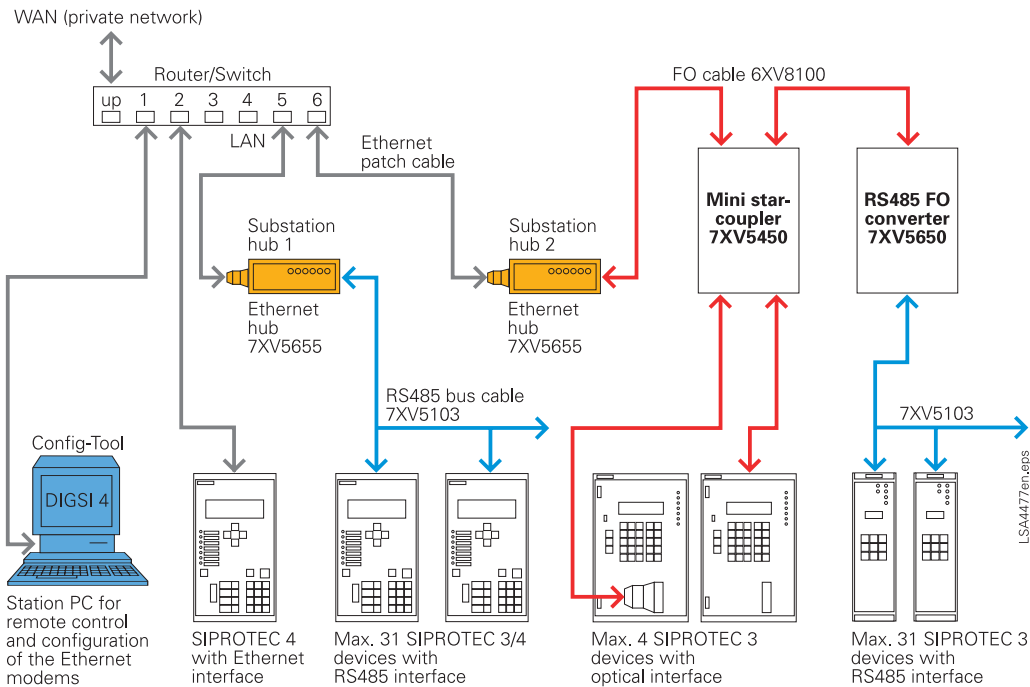 WAN (private network)
Router/Switch
up 1 2 3 4 5 6
LAN
Ethernet
patch cable
FO cable 6XV8100
Substation
hub 1
Ethernet
hub
7XV5655
Substation
hub 2
Ethernet
hub
7XV5655
Mini star-
coupler
7XV5450
RS485 FO
converter
7XV5650
RS485 bus cable
7XV5103
7XV5103
Config-Tool
DIGSI 4
Station PC for
remote control
and configuration
of the Ethernet
modems
SIPROTEC 4
with Ethernet
interface
Max. 31 SIPROTEC 3/4
devices with
RS485 interface
Max. 4 SIPROTEC 3
devices with
optical interface
Max. 31 SIPROTEC 3
devices with
RS485 interface
LSA4477en.eps